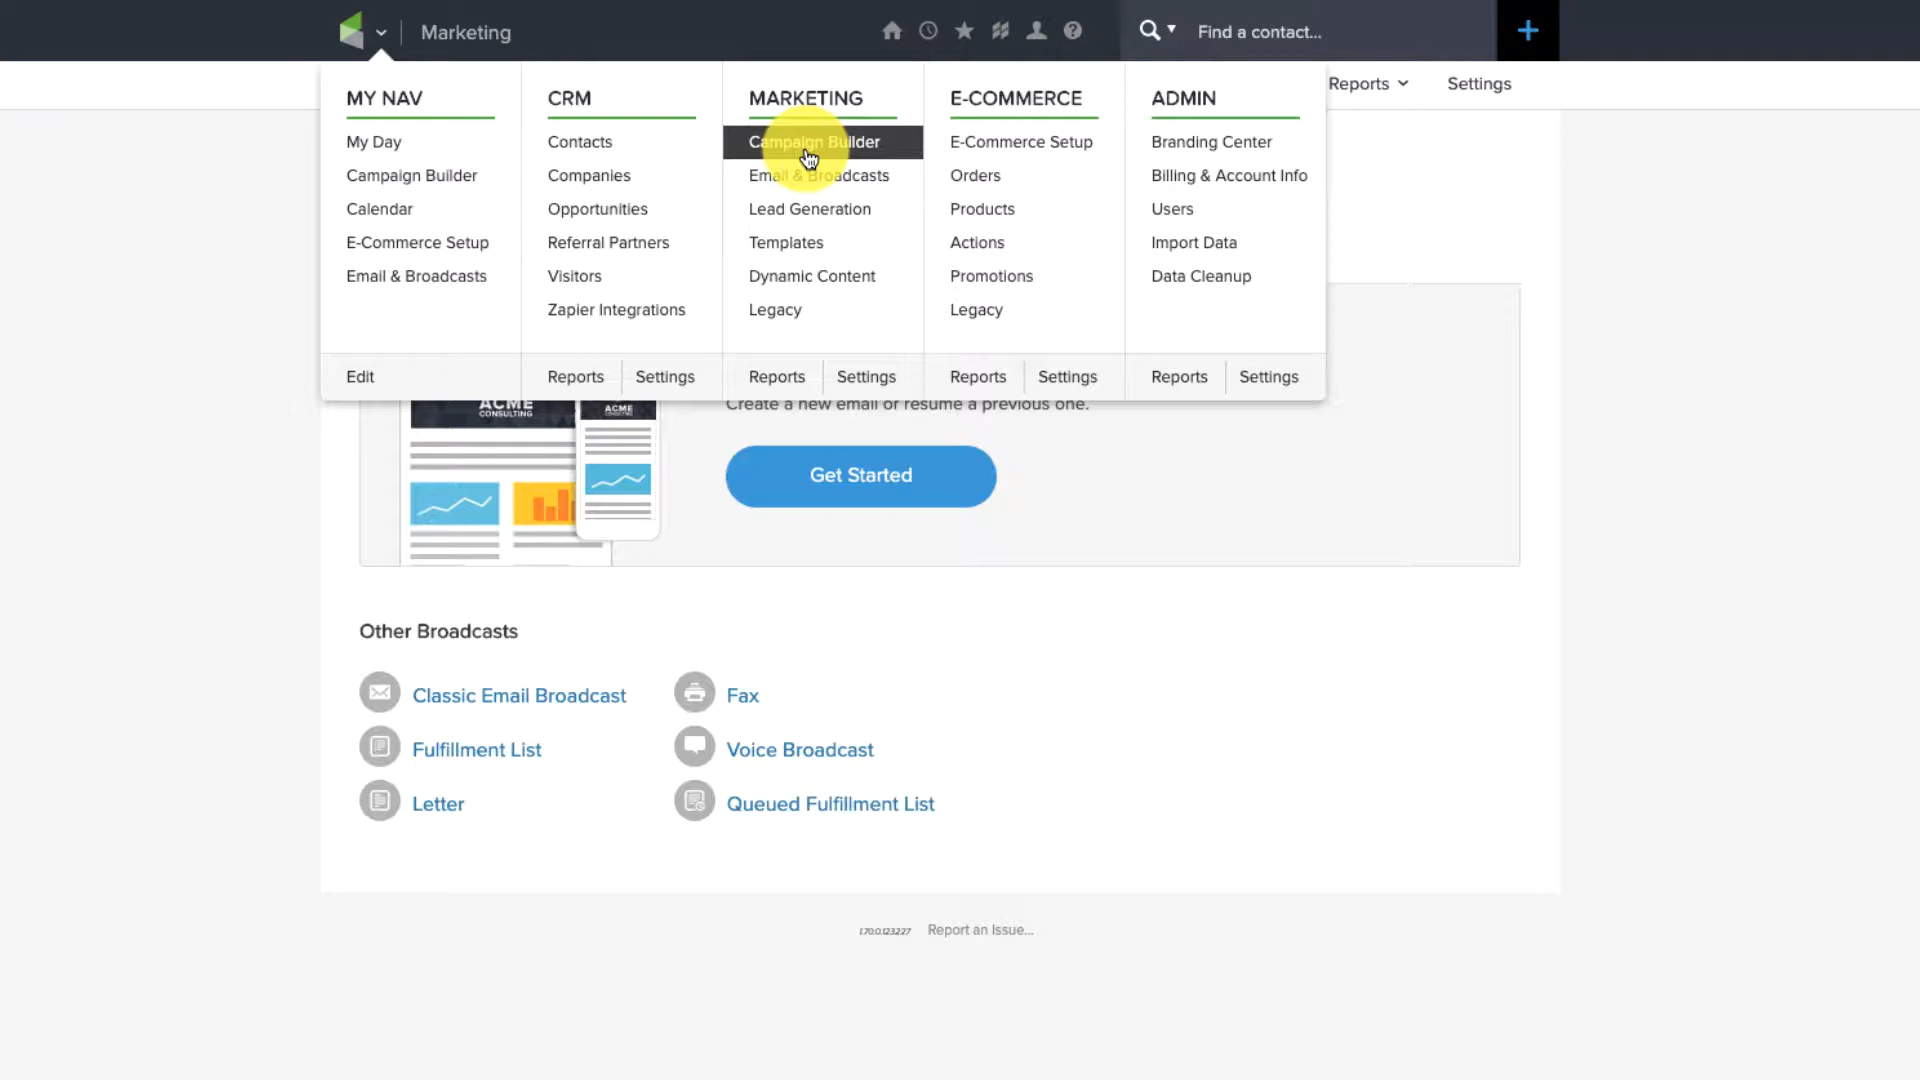 Marketing
Find a contact...
Reports
Settings
MY NAV
My Day
Campaign Builder
Calendar
E-Commerce Setup
Email & Broadcasts
Edit
CRM
Contacts
Companies
Opportunities
Referral Partners
Visitors
Zapier Integrations
Reports
Settings
MARKETING
Campaign Builder
Email & Broadcasts
Lead Generation
Templates
Dynamic Content
Legacy
Reports
Settings
E-COMMERCE
E-Commerce Setup
Orders
Products
Actions
Promotions
Legacy
Reports
Settings
ADMIN
Branding Center
Billing & Account Info
Users
Import Data
Data Cleanup
Reports
Settings
ACME
CONSULTING
ACME
Create a new email or resume a previous one.
Get Started
Other Broadcasts
Classic Email Broadcast
Fax
Fulfillment List
Voice Broadcast
Letter
Queued Fulfillment List
1.70.0.123227
Report an Issue...